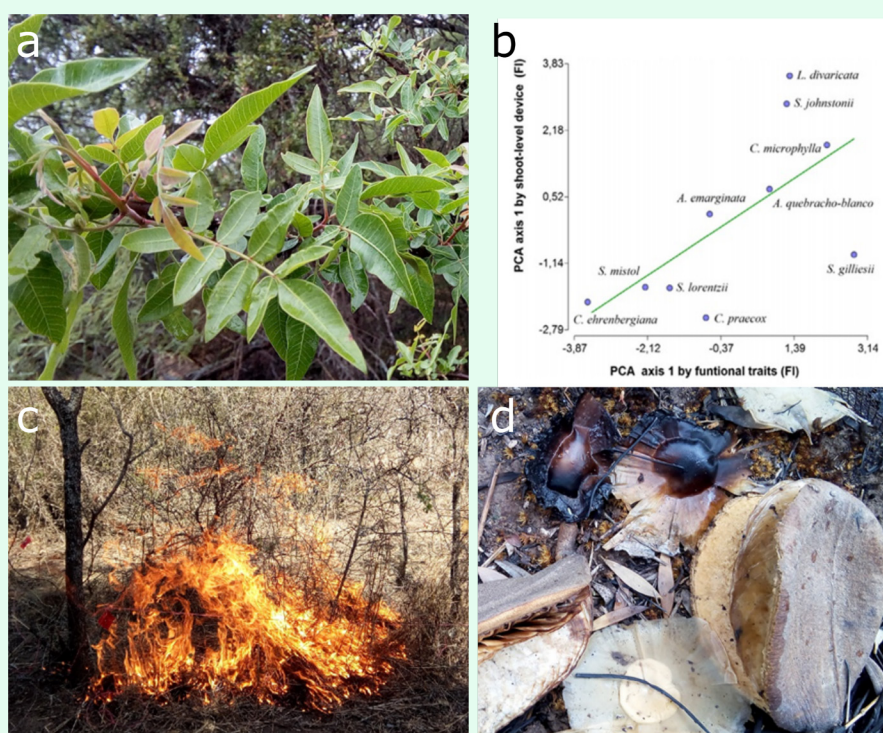 a
b
PCA axis 1 by shoot-level device (FI)
3,83
2,18
0,52
-1,14
-2,79
L. divaricata
S. johnstonii
C. microphylla
A. emarginata
A. quebracho-blanco
S. mistol
S. lorentzii
S. gilliesii
C. ehrenbergiana
C. praecox
-3,87 -2,12 -0,37 1,39 3,14
PCA axis 1 by funtional traits (FI)
c
d